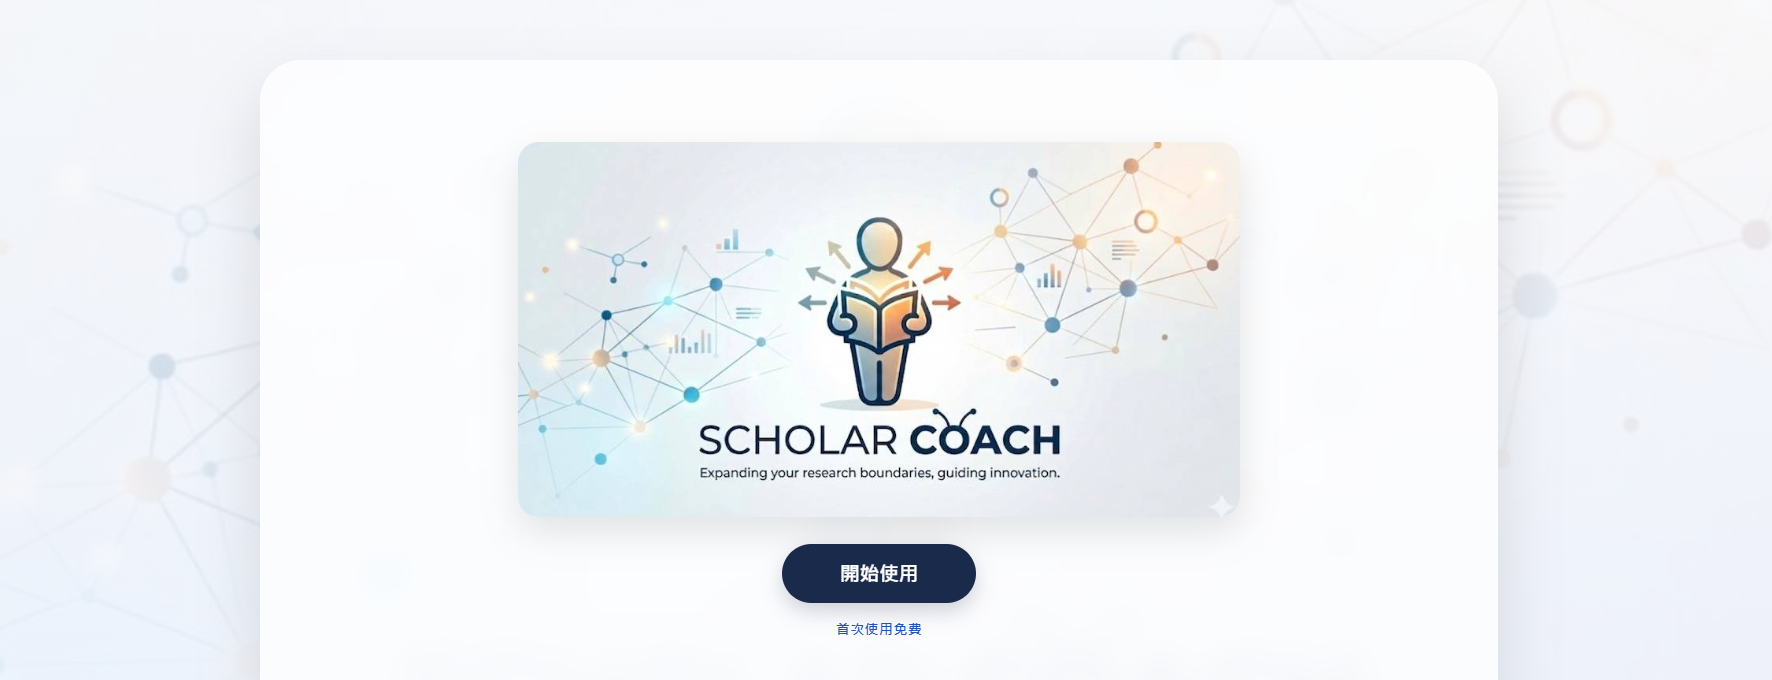 SCHOLAR COACH
Expanding your research boundaries, guiding innovation.
開始使用
首次使用免費